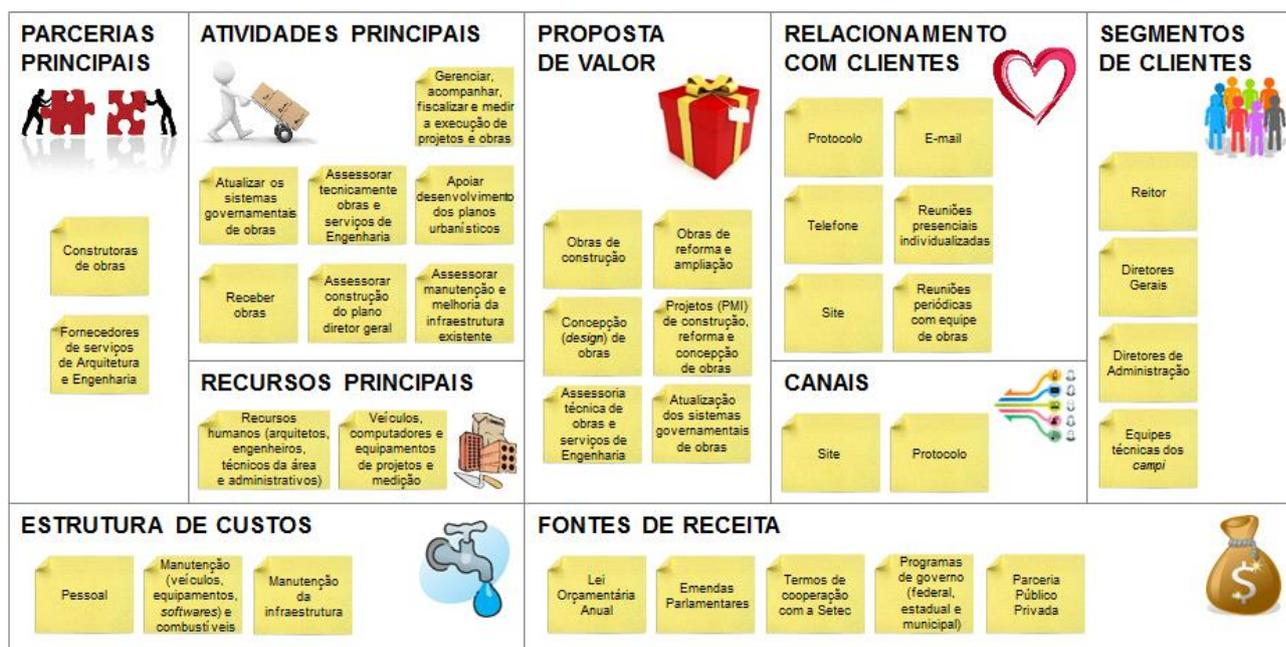 PARCERIAS
PRINCIPAIS
Construtoras
de obras
Fornecedores
de serviços
de Arquitetura
e Engenharia
ATIVIDADES PRINCIPAIS
Gerenciar,
acompanhar,
fiscalizar e medir
a execução de
projetos e obras
Atualizar os
sistemas
governamentais
de obras
Assessorar
tecnicamente
obras e
serviços de
Engenharia
Apoiar
desenvolvimento
dos planos
urbanísticos
Receber
obras
Assessorar
construção
do plano
diretor geral
Assessorar
manutenção e
melhoria da
infraestrutura
existente
RECURSOS PRINCIPAIS
Recursos
humanos (arquitetos,
engenheiros,
técnicos da área
e administrativos)
Veículos,
computadores e
equipamentos
de projetos e
medição
PROPOSTA
DE VALOR
Obras de
construção
Obras de
reforma e
ampliação
Concepção
(design) de
obras
Projetos (PMI)
de construção,
reforma e
concepção
de obras
Assessoria
técnica de
obras e
serviços de
Engenharia
Atualização
dos sistemas
governamentais
de obras
RELACIONAMENTO
COM CLIENTES
Protocolo
E-mail
Telefone
Reuniões
presenciais
individualizadas
Site
Reuniões
periódicas
com equipe
de obras
CANAIS
Site
Protocolo
SEGMENTOS
DE CLIENTES
Reitor
Diretores
Gerais
Diretores de
Administração
Equipes
técnicas dos
campi
ESTRUTURA DE CUSTOS
Pessoal
Manutenção
(veículos,
equipamentos,
softwares) e
combustíveis
Manutenção
da
infraestrutura
FONTES DE RECEITA
Lei
Orçamentária
Anual
Emendas
Parlamentares
Termos de
cooperação
com a Setec
Programas
de governo
(federal,
estadual e
municipal)
Parceria
Público
Privada
$